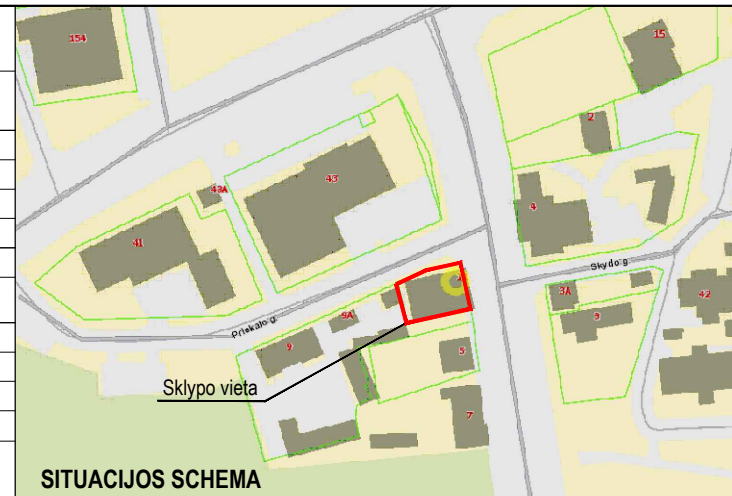 154
15
2
43A
43
4
41
Skydo g.
3A
42
Priekalo g.
9A
9
3
5
Sklypo vieta
7
SITUACIJOS SCHEMA